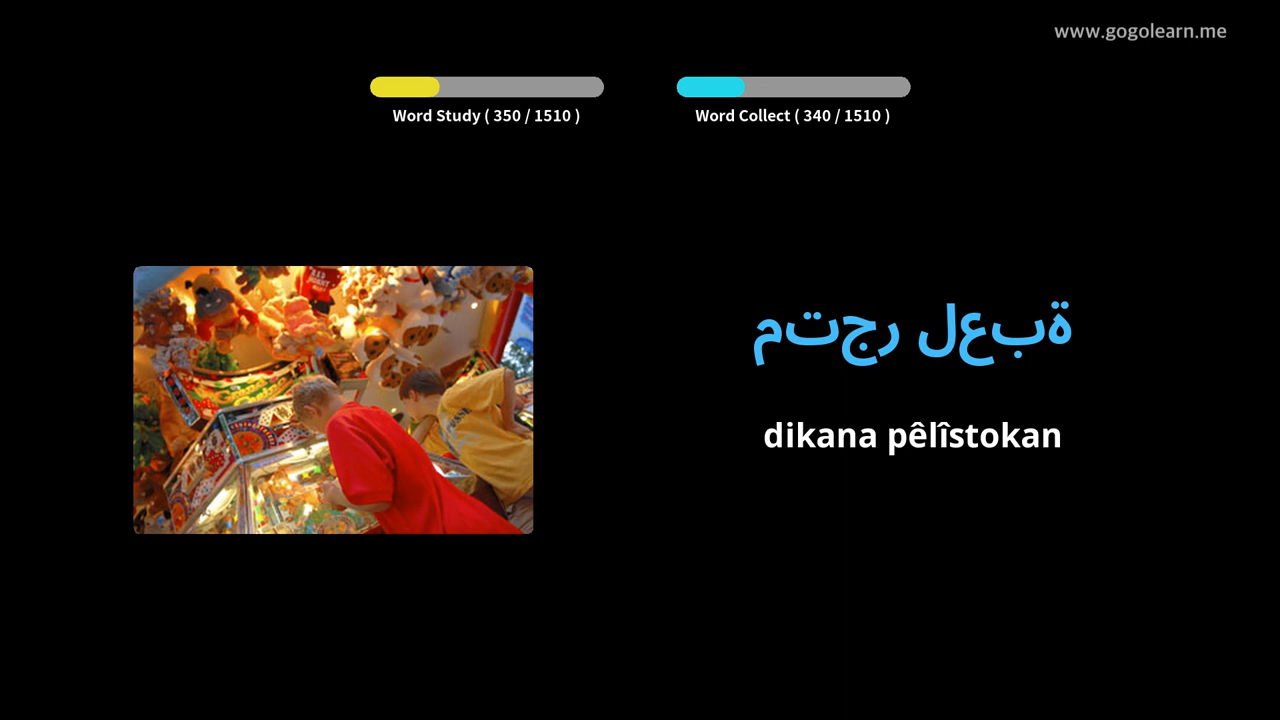 www.gogolearn.me
Word Study ( 350 / 1510 )
Word Collect ( 340 / 1510 )
متجر لعبة
dikana pêlîstokan